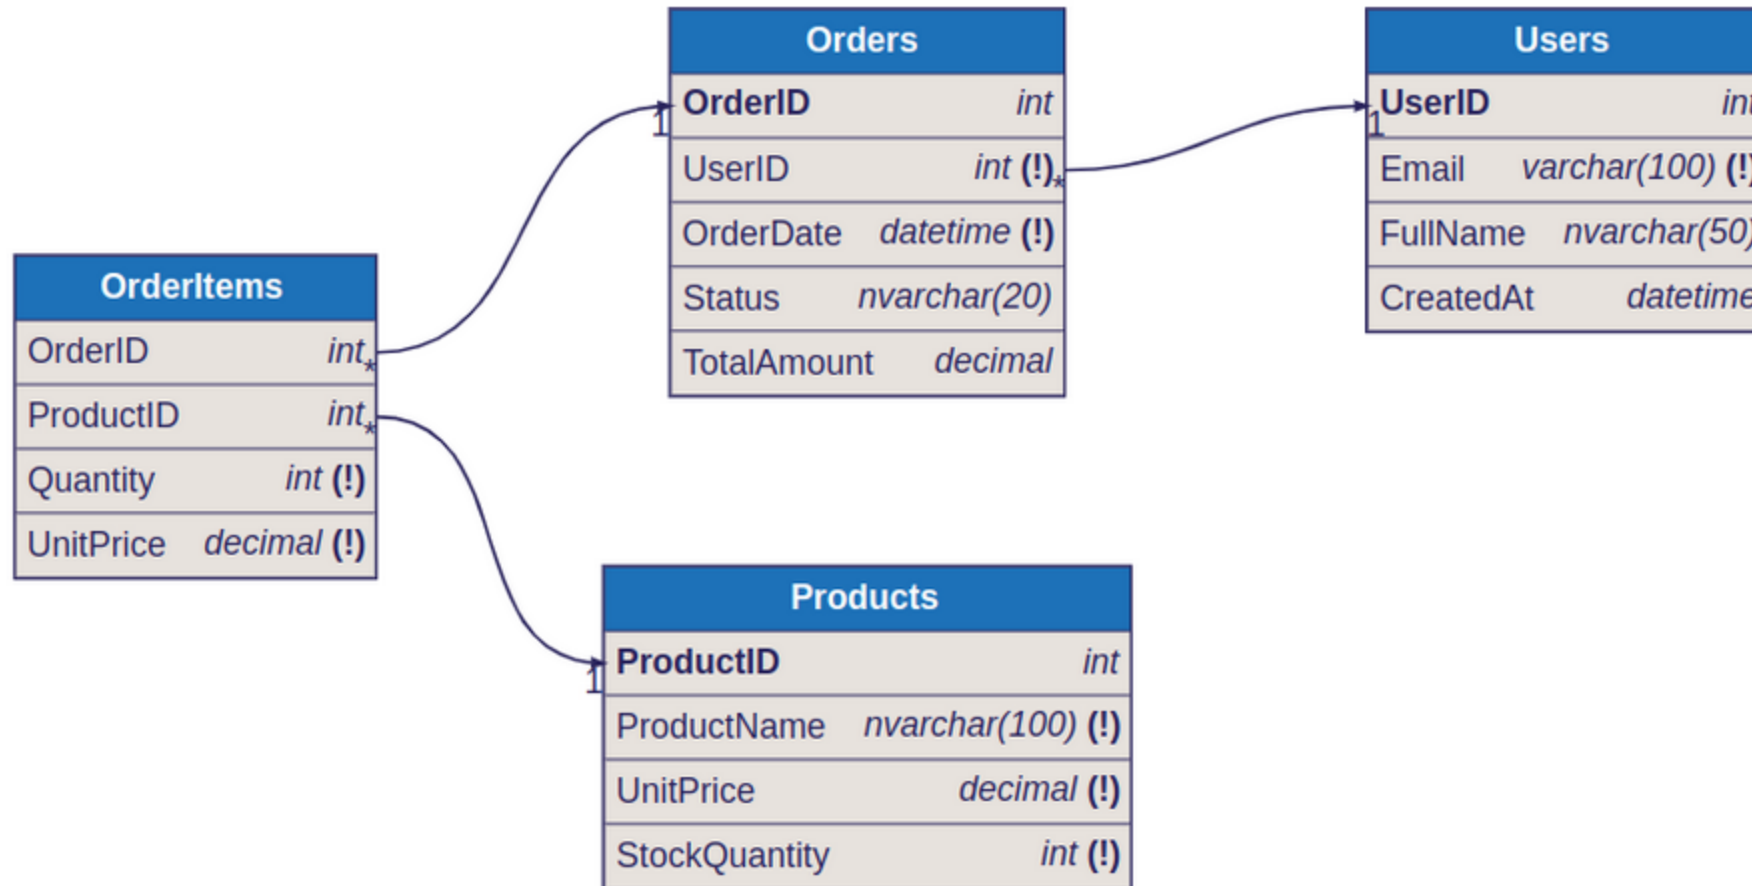 Orders
OrderID int
UserID int (!)
OrderDate datetime (!)
Status nvarchar(20)
TotalAmount decimal
1
*
Users
UserID int
Email varchar(100) (!)
FullName nvarchar(50)
CreatedAt datetime
1
OrderItems
OrderID int
*
ProductID int
*
Quantity int (!)
UnitPrice decimal (!)
Products
ProductID int
1
ProductName nvarchar(100) (!)
UnitPrice decimal (!)
StockQuantity int (!)